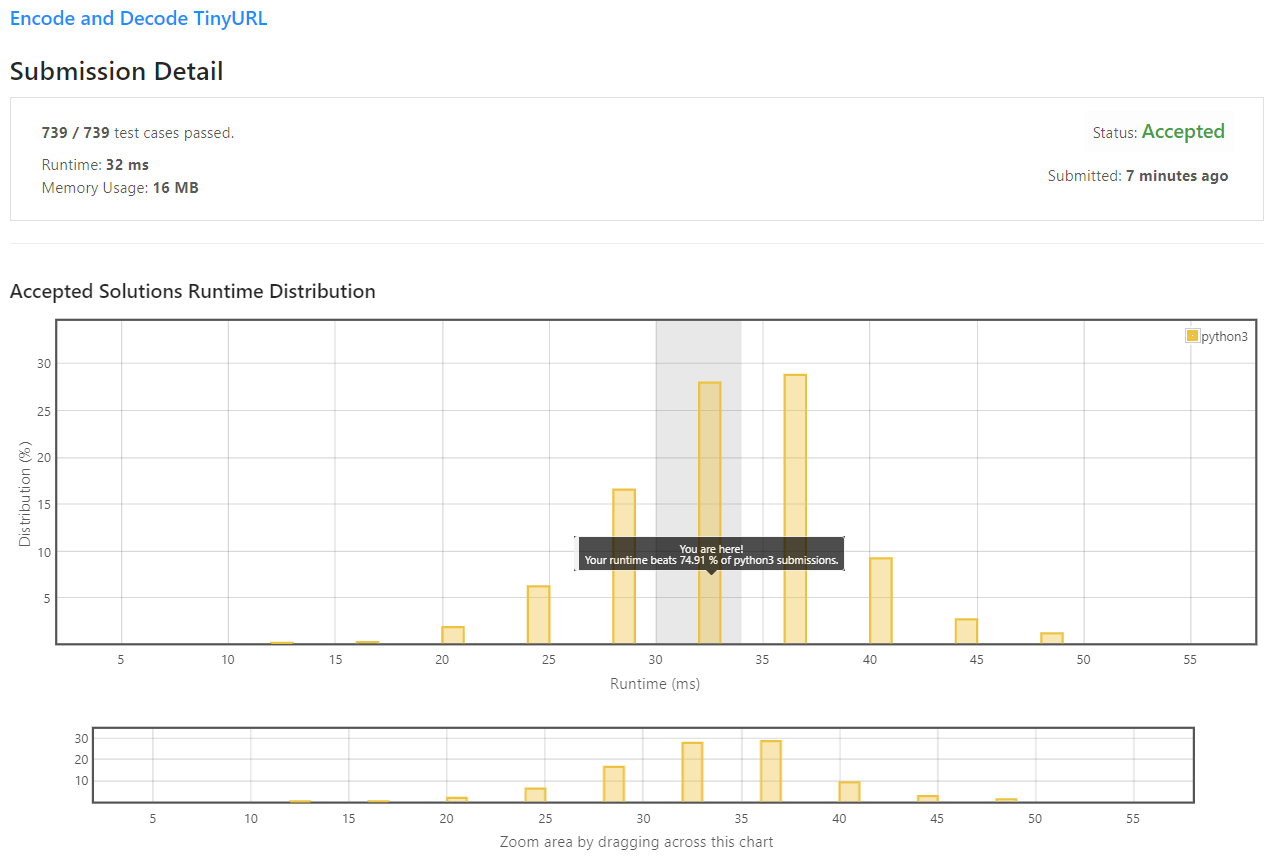 Encode and Decode TinyURL
Submission Detail
739 / 739 test cases passed.
Status: Accepted
Runtime: 32 ms
Memory Usage: 16 MB
Submitted: 7 minutes ago
Accepted Solutions Runtime Distribution
python3
30
25
20
15
10
5
Distribution (%)
You are here!
Your runtime beats 74.91 % of python3 submissions.
5 10 15 20 25 30 35 40 45 50 55
Runtime (ms)
30
20
10
5 10 15 20 25 30 35 40 45 50 55
Zoom area by dragging across this chart